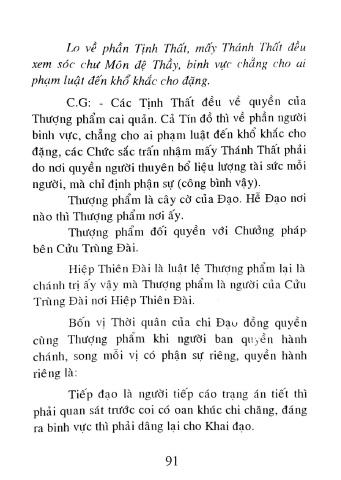 Lo về phần Tịnh Thất, mấy Thánh Thất đều
xem sóc chư Môn đệ Thầy, binh vực chẳng cho ai
phạm luật đến khổ khắc cho đặng.
C.G: - Các Tịnh Thất đều về quyền của
Thượng phẩm cai quản. Cả Tín đồ thì về phần người
binh vực, chẳng cho ai phạm luật đến khổ khắc cho
đặng, các Chức sắc trấn nhậm mấy Thánh Thất phải
do nơi quyền người thuyên bổ liệu lượng tài sức mỗi
người, mà chỉ định phận sự (công bình vậy).
Thượng phẩm là cây cờ của Đạo. Hễ Đạo nơi
nào thì Thượng phẩm nơi ấy.
Thượng phẩm đối quyền với Chưởng pháp
bên Cửu Trùng Đài.
Hiệp Thiên Đài là luật lệ Thượng phẩm lại là
chánh trị ấy vậy mà Thượng phẩm là người của Cửu
Trùng Đài nơi Hiệp Thiên Đài.
Bốn vị Thời quân của chi Đạo đồng quyền
cùng Thượng phẩm khi người ban quyền hành
chánh, song mỗi vị có phận sự riêng, quyền hành
riêng là:
Tiếp đạo là người tiếp cáo trạng án tiết thì
phải quan sát trước coi có oan khúc chi chăng, đáng
ra binh vực thì phải dâng lại cho Khai đạo.
91